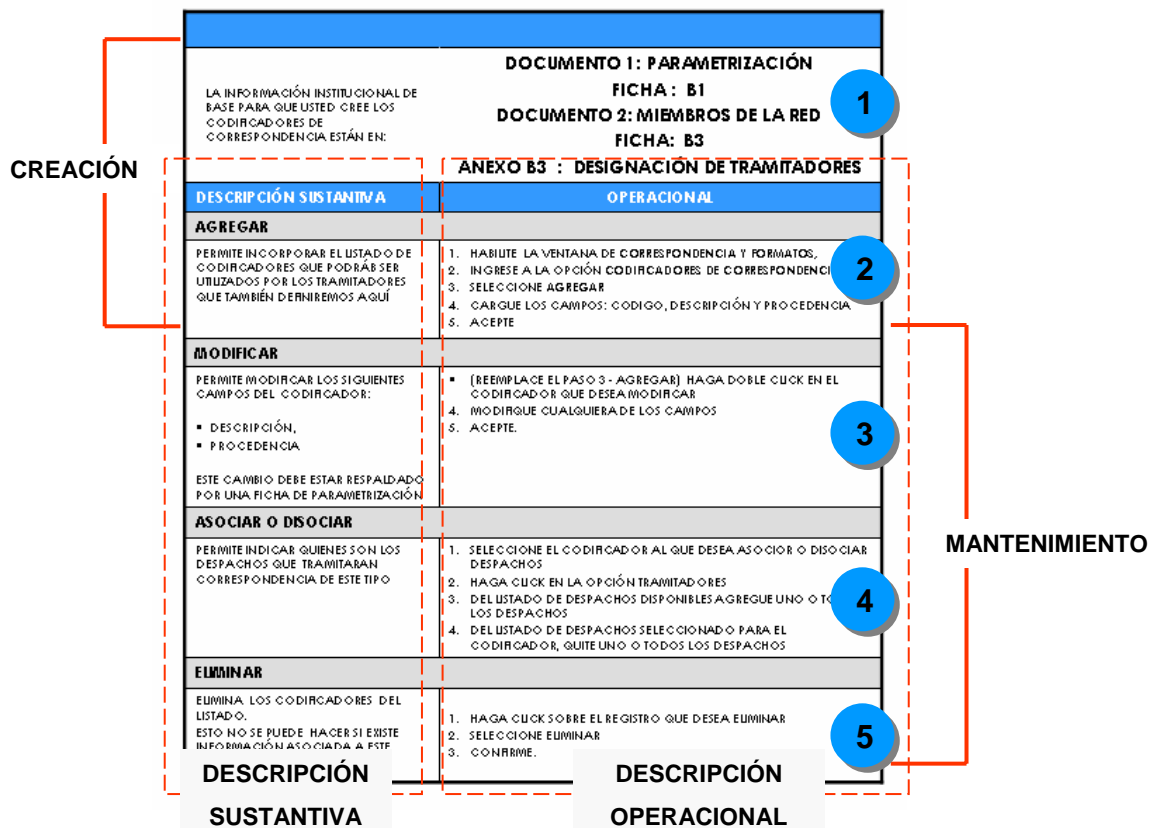 DOCUMENTO 1: PARAMETRIZACIÓN
FICHA : B1
DOCUMENTO 2: MIEMBROS DE LA RED
FICHA: B3
ANEXO B3 : DESIGNACIÓN DE TRAMITADORES
LA INFORMACIÓN INSTITUCIONAL DE
BASE PARA QUE USTED CREE LOS
CODIFICADORES DE
CORRESPONDENCIA ESTÁN EN:
1
CREACIÓN
DESCRIPCIÓN SUSTANTIVA
OPERACIONAL
AGREGAR
PERMITE INCORPORAR EL LISTADO DE
CODIFICADORES QUE PODRÁB SER
UTILIZADOS POR LOS TRAMITADORES
QUE TAMBIÉN DEFINIREMOS AQUÍ
1. HABILITE LA VENTANA DE CORRESPONDENCIA Y FORMATOS,
2. INGRESE A LA OPCIÓN CODIFICADORES DE
3. SELECCIONE AGREGAR
4. CARGUE LOS CAMPOS: CODIGO, DESCRIPCIÓN Y PROCEDENCIA
5. ACEPTE
2
MODIFICAR
PERMITE MODIFICAR LOS SIGUIENTES
CAMPOS DEL CODIFICADOR:
▪ DESCRIPCIÓN,
▪ PROCEDENCIA
ESTE CAMBIO DEBE ESTAR RESPALDADO
POR UNA FICHA DE PARAMETRIZACIÓN
▪ (REEMPLACE EL PASO 3 - AGREGAR) HAGA DOBLE CLICK EN EL
CODIFICADOR QUE DESEA MODIFICAR
4. MODIFIQUE CUALQUIERA DE LOS CAMPOS
5. ACEPTE.
3
ASOCIAR O DISOCIAR
PERMITE INDICAR QUIENES SON LOS
DESPACHOS QUE TRAMITARAN
CORRESPONDENCIA DE ESTE TIPO
1. SELECCIONE EL CODIFICADOR AL QUE DESEA ASOCIOR O DISOCIAR
DESPACHOS
2. HAGA CLICK EN LA OPCIÓN TRAMITADORES
3. DEL LISTADO DE DESPACHOS DISPONIBLES AGREGUE UNO O
LOS DESPACHOS
4. DEL LISTADO DE DESPACHOS SELECCIONADO PARA EL
CODIFICADOR, QUITE UNO O TODOS LOS DESPACHOS
4
MANTENIMIENTO
ELIMINAR
ELIMINA LOS CODIFICADORES DEL
LISTADO.
ESTO NO SE PUEDE HACER SI EXISTE
INFORMACIÓN ASOCIADA A ESTE
1. HAGA CLICK SOBRE EL REGISTRO QUE DESEA ELIMINAR
2. SELECCIONE ELIMINAR
3. CONFIRME.
5
DESCRIPCIÓN
SUSTANTIVA
DESCRIPCIÓN
OPERACIONAL